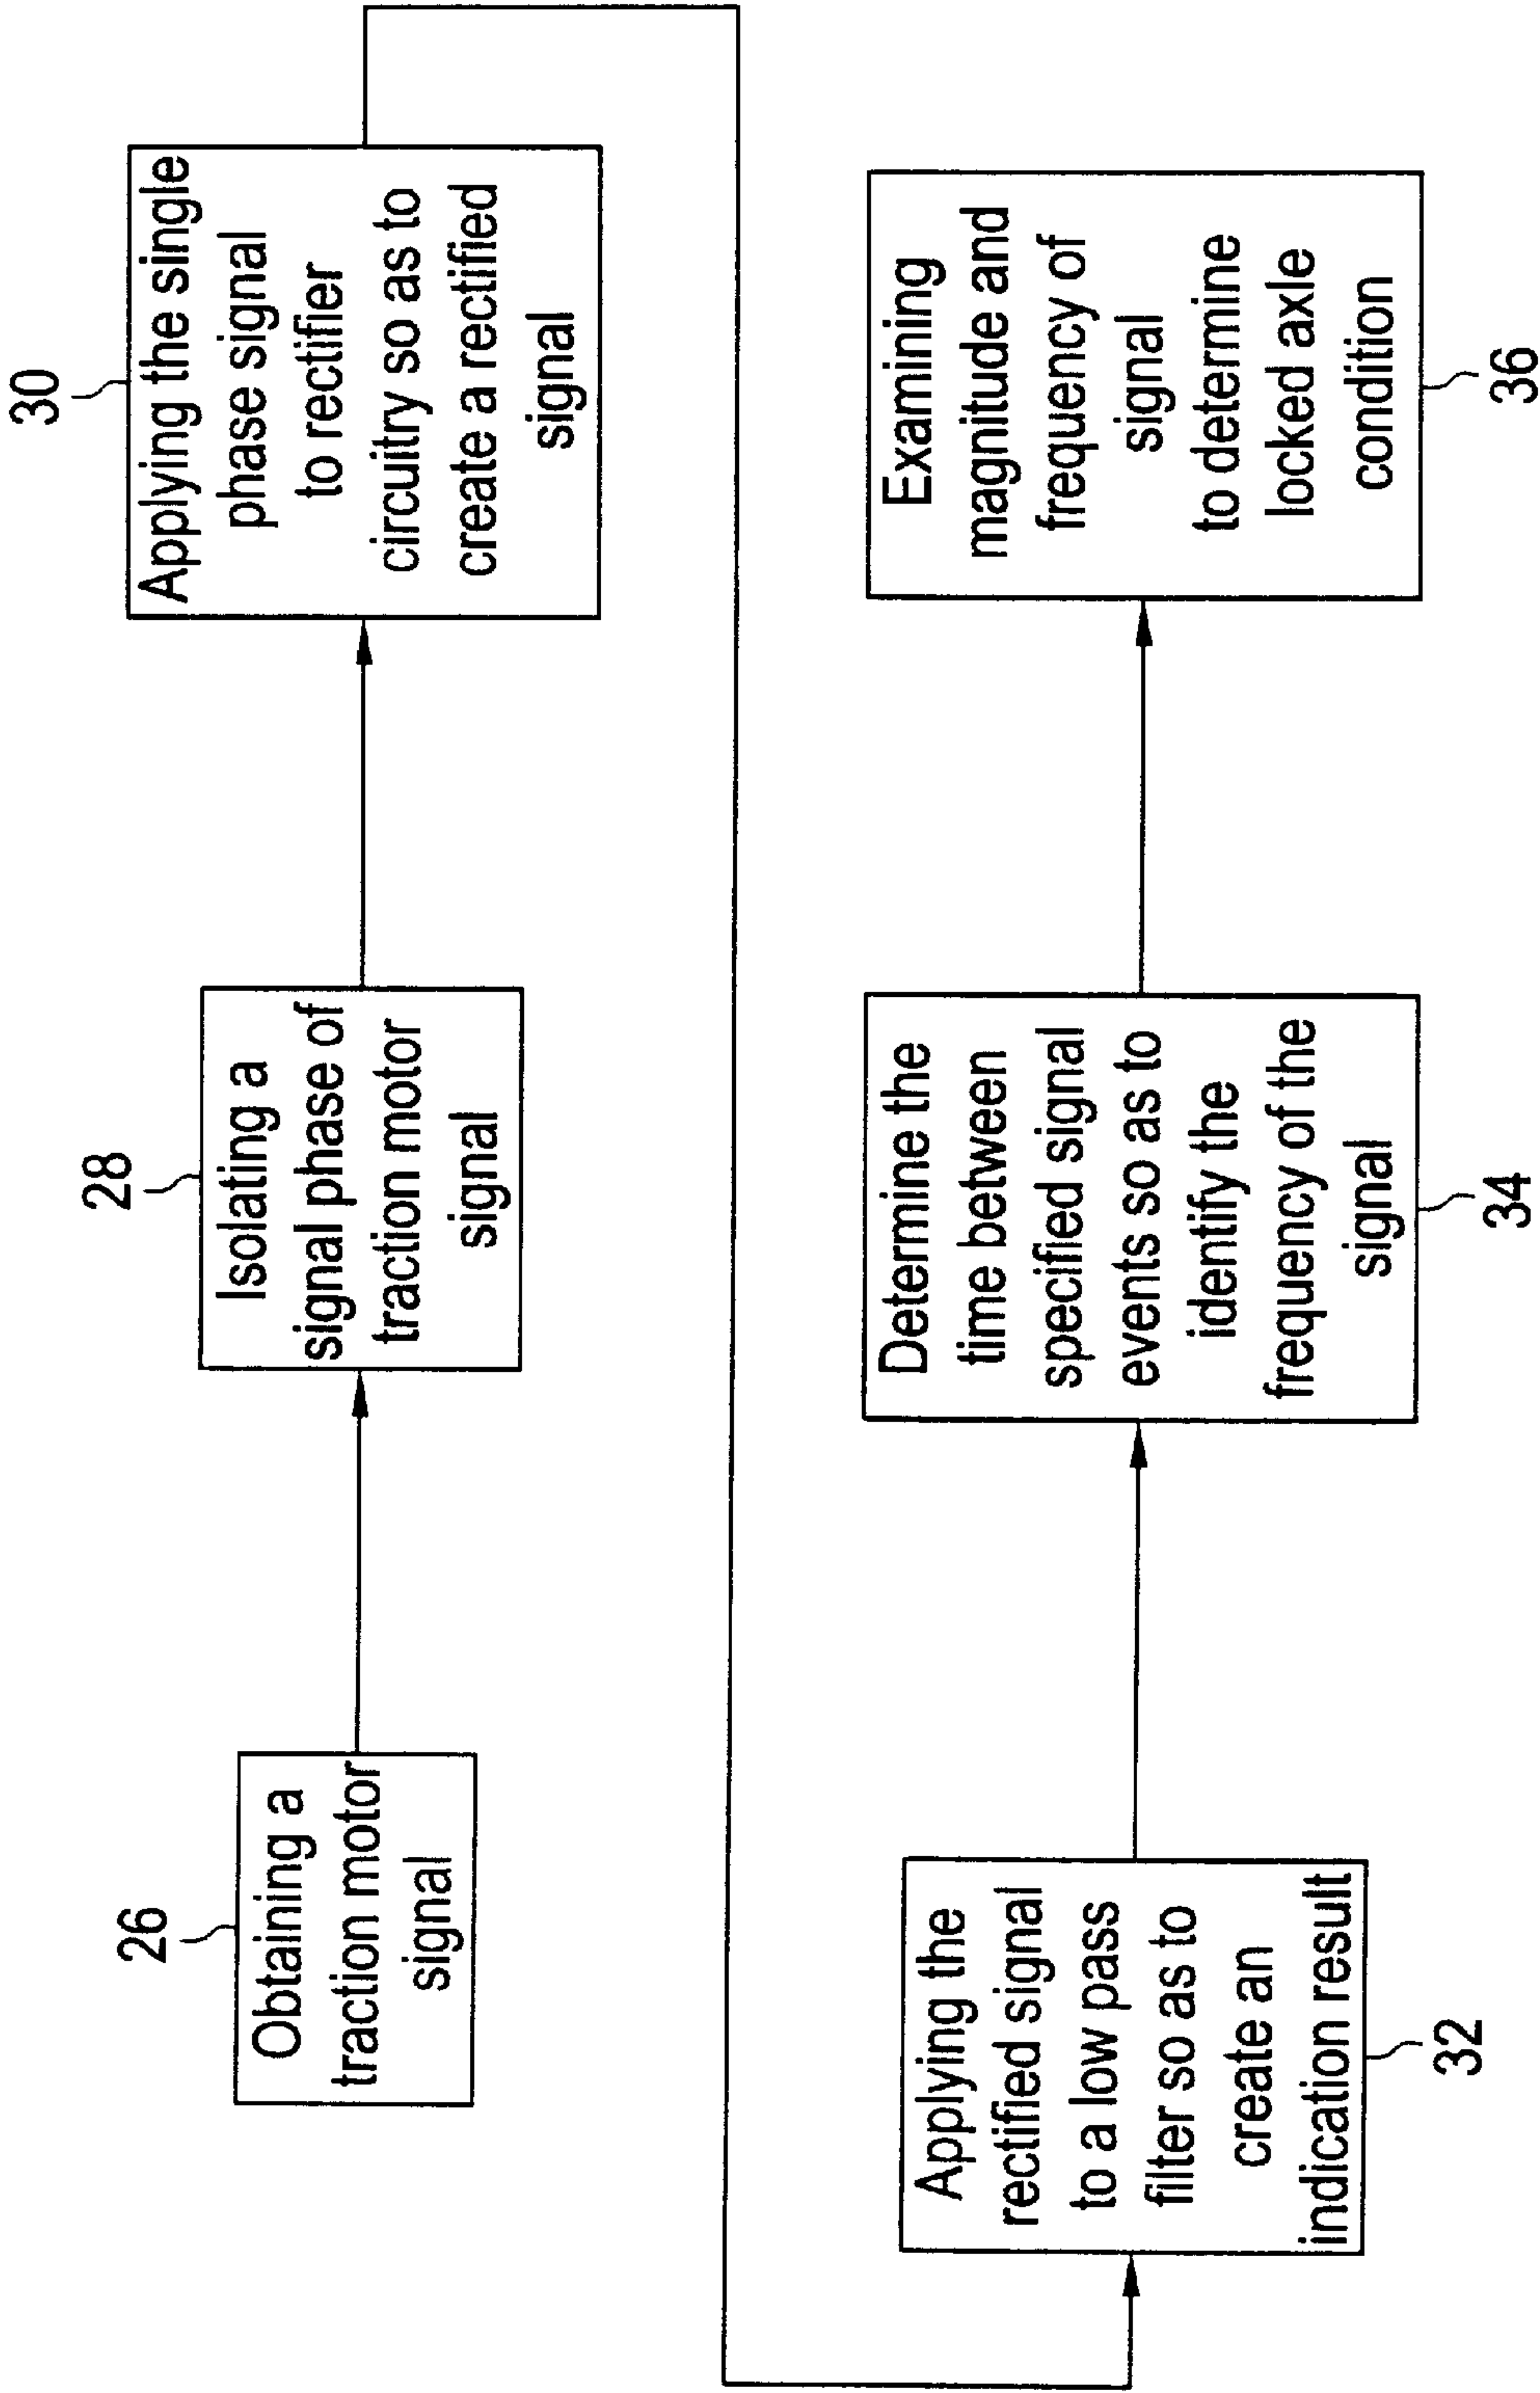 26
Obtaining a
traction motor
signal
28
Isolating a
signal phase of
traction motor
signal
30
Applying the single
phase signal
to rectifier
circuitry so as to
create a rectified
signal
Applying the
rectified signal
to a low pass
filter so as to
create an
indication result
32
Determine the
time between
specified signal
events so as to
identify the
frequency of the
signal
34
Examining
magnitude and
frequency of
signal
to determine
locked axle
condition
36